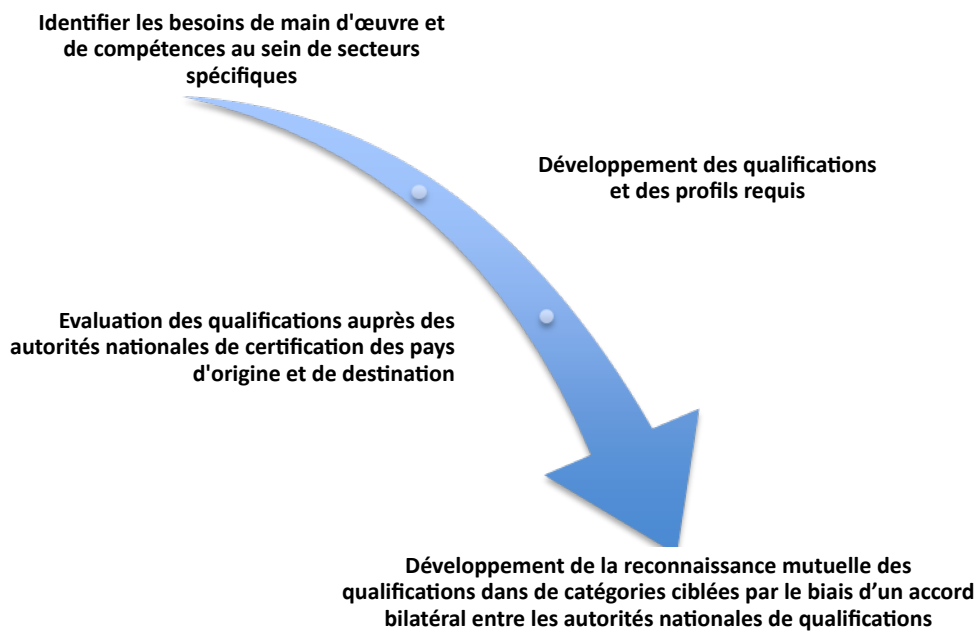 Identifier les besoins de main d'œuvre et
de compétences au sein de secteurs
spécifiques
Développement des qualifications
et des profils requis
Evaluation des qualifications auprès des
autorités nationales de certification des pays
d'origine et de destination
Développement de la reconnaissance mutuelle des
qualifications dans de catégories ciblées par le biais d’un accord
bilatéral entre les autorités nationales de qualifications